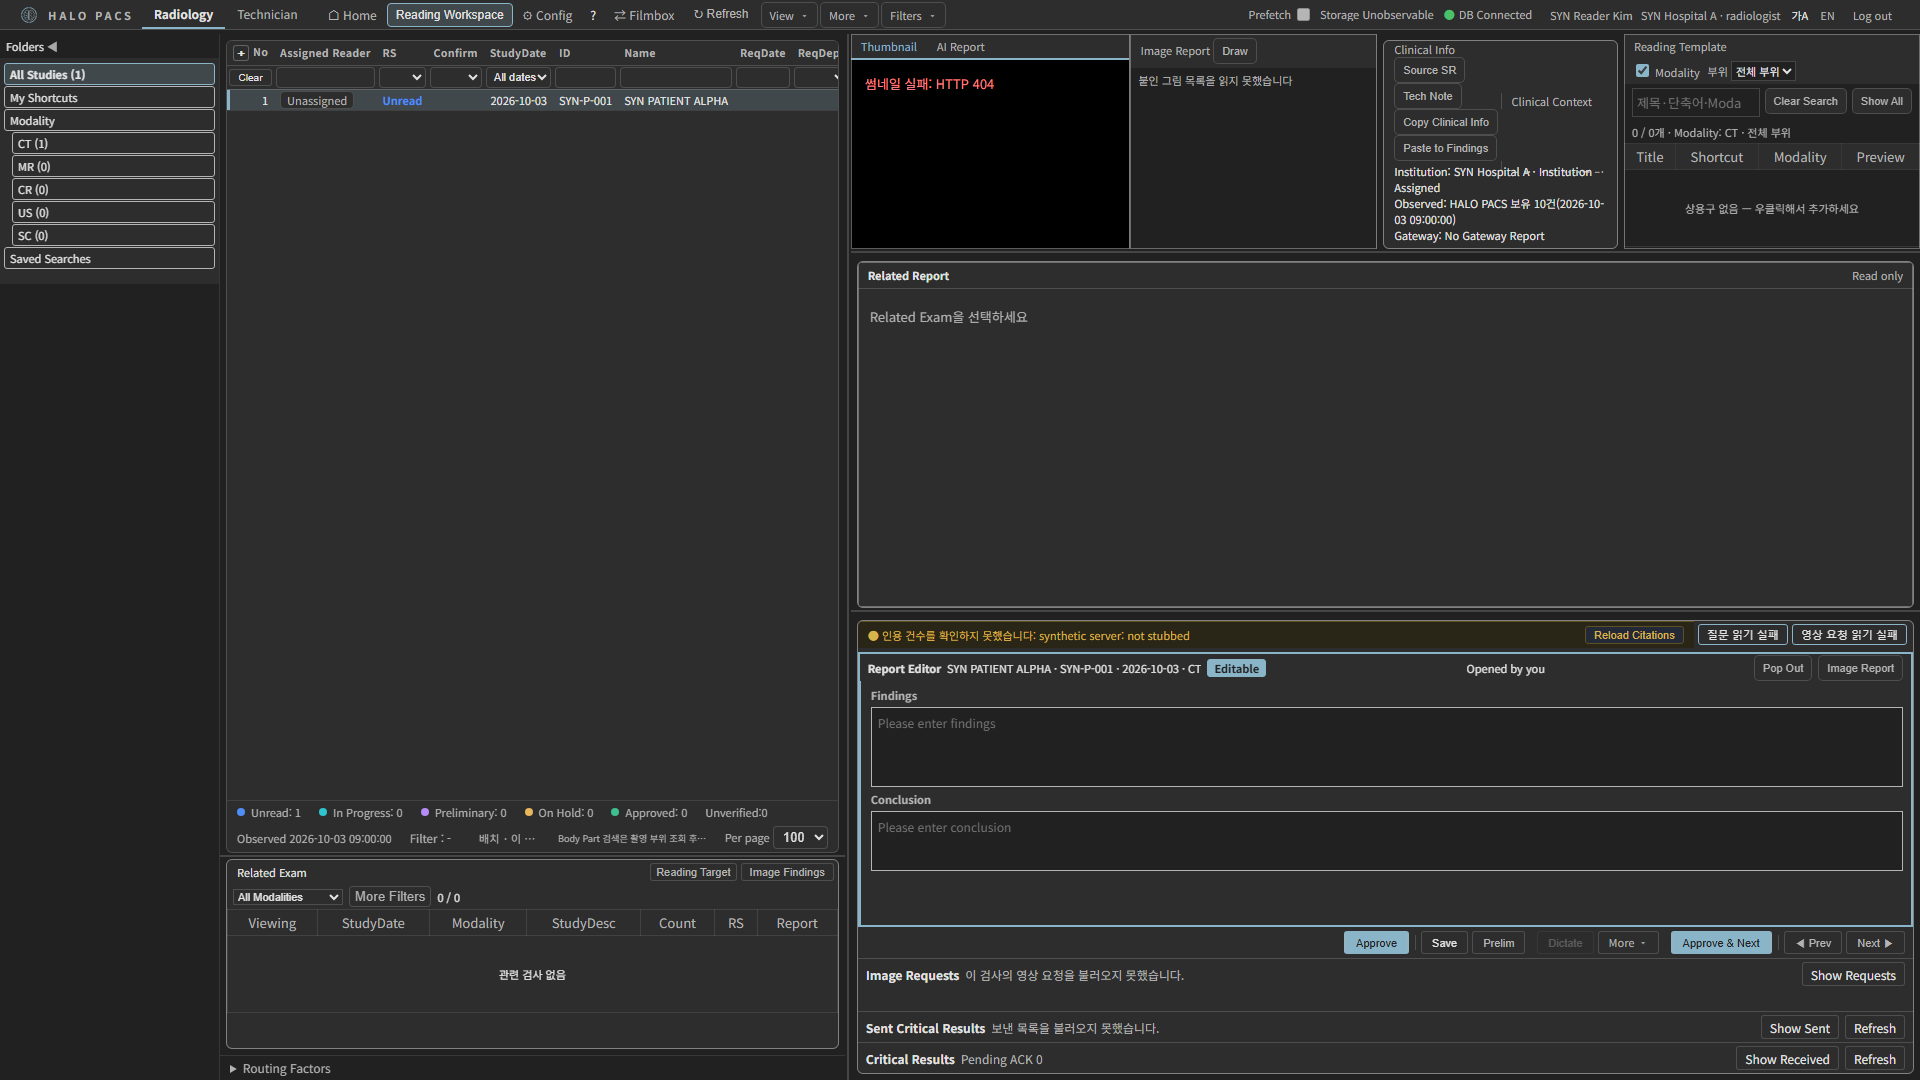 HALO PACS
Radiology
Technician
Home
Reading Workspace
Config
?
Filmbox
Refresh
View
More
Filters
Prefetch
Storage Unobservable
DB Connected
SYN Reader Kim
SYN Hospital A · radiologist
가A
EN
Log out
Folders
All Studies (1)
My Shortcuts
Modality
CT (1)
MR (0)
CR (0)
US (0)
SC (0)
Saved Searches
No Assigned Reader RS Confirm StudyDate ID Name ReqDate ReqDep
Clear
All dates
1 Unassigned Unread 2026-10-03 SYN-P-001 SYN PATIENT ALPHA
Unread: 1 In Progress: 0 Preliminary: 0 On Hold: 0 Approved: 0 Unverified:0
Observed 2026-10-03 09:00:00 Filter : - 배치 · 이 ··· Body Part 검색은 촬영 부위 조회 후··· Per page 100
Related Exam
Reading Target
Image Findings
All Modalities
More Filters
0 / 0
Viewing StudyDate Modality StudyDesc Count RS Report
관련 검사 없음
Routing Factors
Thumbnail
AI Report
썸네일 실패: HTTP 404
Image Report
Draw
붙인 그림 목록을 읽지 못했습니다
Clinical Info
Source SR
Tech Note
Copy Clinical Info
Paste to Findings
Clinical Context
Institution: SYN Hospital A · Institution
Assigned
Observed: HALO PACS 보유 10건(2026-10-
03 09:00:00)
Gateway: No Gateway Report
Reading Template
Modality 부위 전체 부위
제목·단축어·Moda
Clear Search
Show All
0 / 0개 · Modality: CT · 전체 부위
Title Shortcut Modality Preview
상용구 없음 — 우클릭해서 추가하세요
Related Report
Read only
Related Exam을 선택하세요
인용 건수를 확인하지 못했습니다: synthetic server: not stubbed
Reload Citations
질문 읽기 실패
영상 요청 읽기 실패
Report Editor SYN PATIENT ALPHA · SYN-P-001 · 2026-10-03 · CT Editable
Opened by you
Pop Out
Image Report
Findings
Please enter findings
Conclusion
Please enter conclusion
Approve
Save
Prelim
Dictate
More
Approve & Next
Prev
Next
Image Requests 이 검사의 영상 요청을 불러오지 못했습니다.
Show Requests
Sent Critical Results 보낸 목록을 불러오지 못했습니다.
Show Sent
Refresh
Critical Results Pending ACK 0
Show Received
Refresh